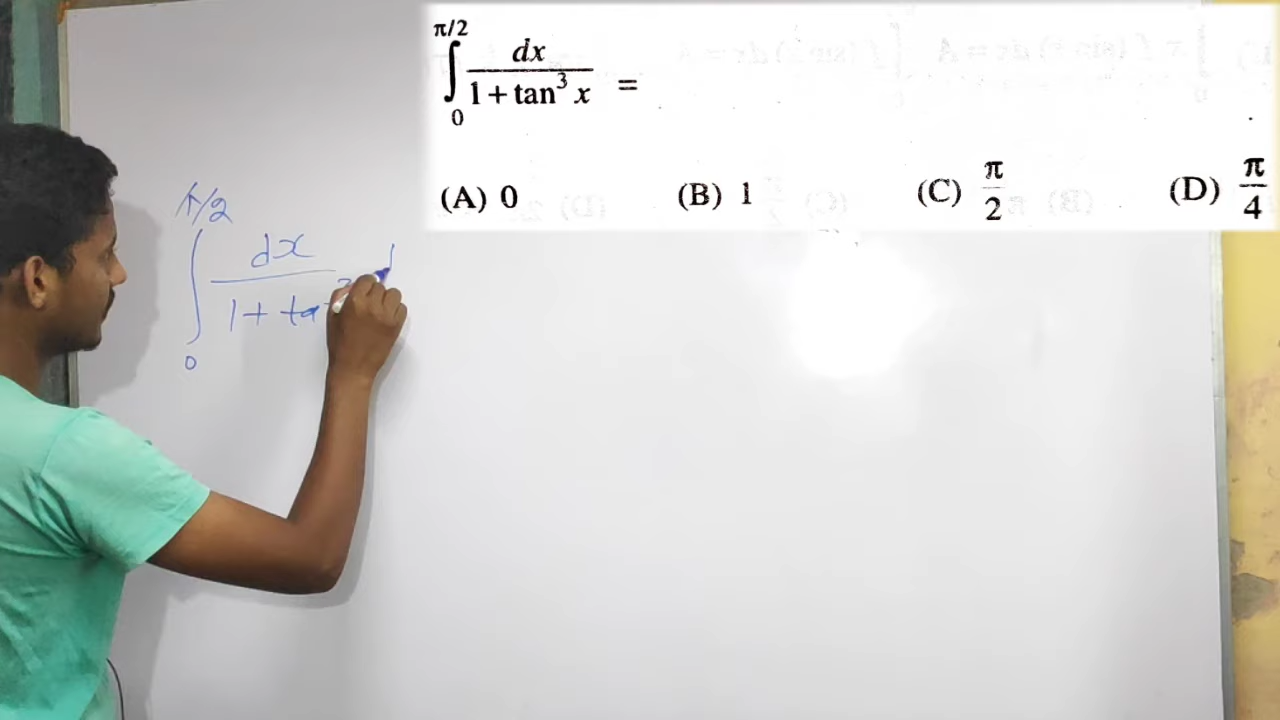 π/2
∫ dx / (1 + tan³ x) =
0
(A) 0 (B) 1 (C) π/2 (D) π/4
π/2
∫ dx / 1 + ta
0